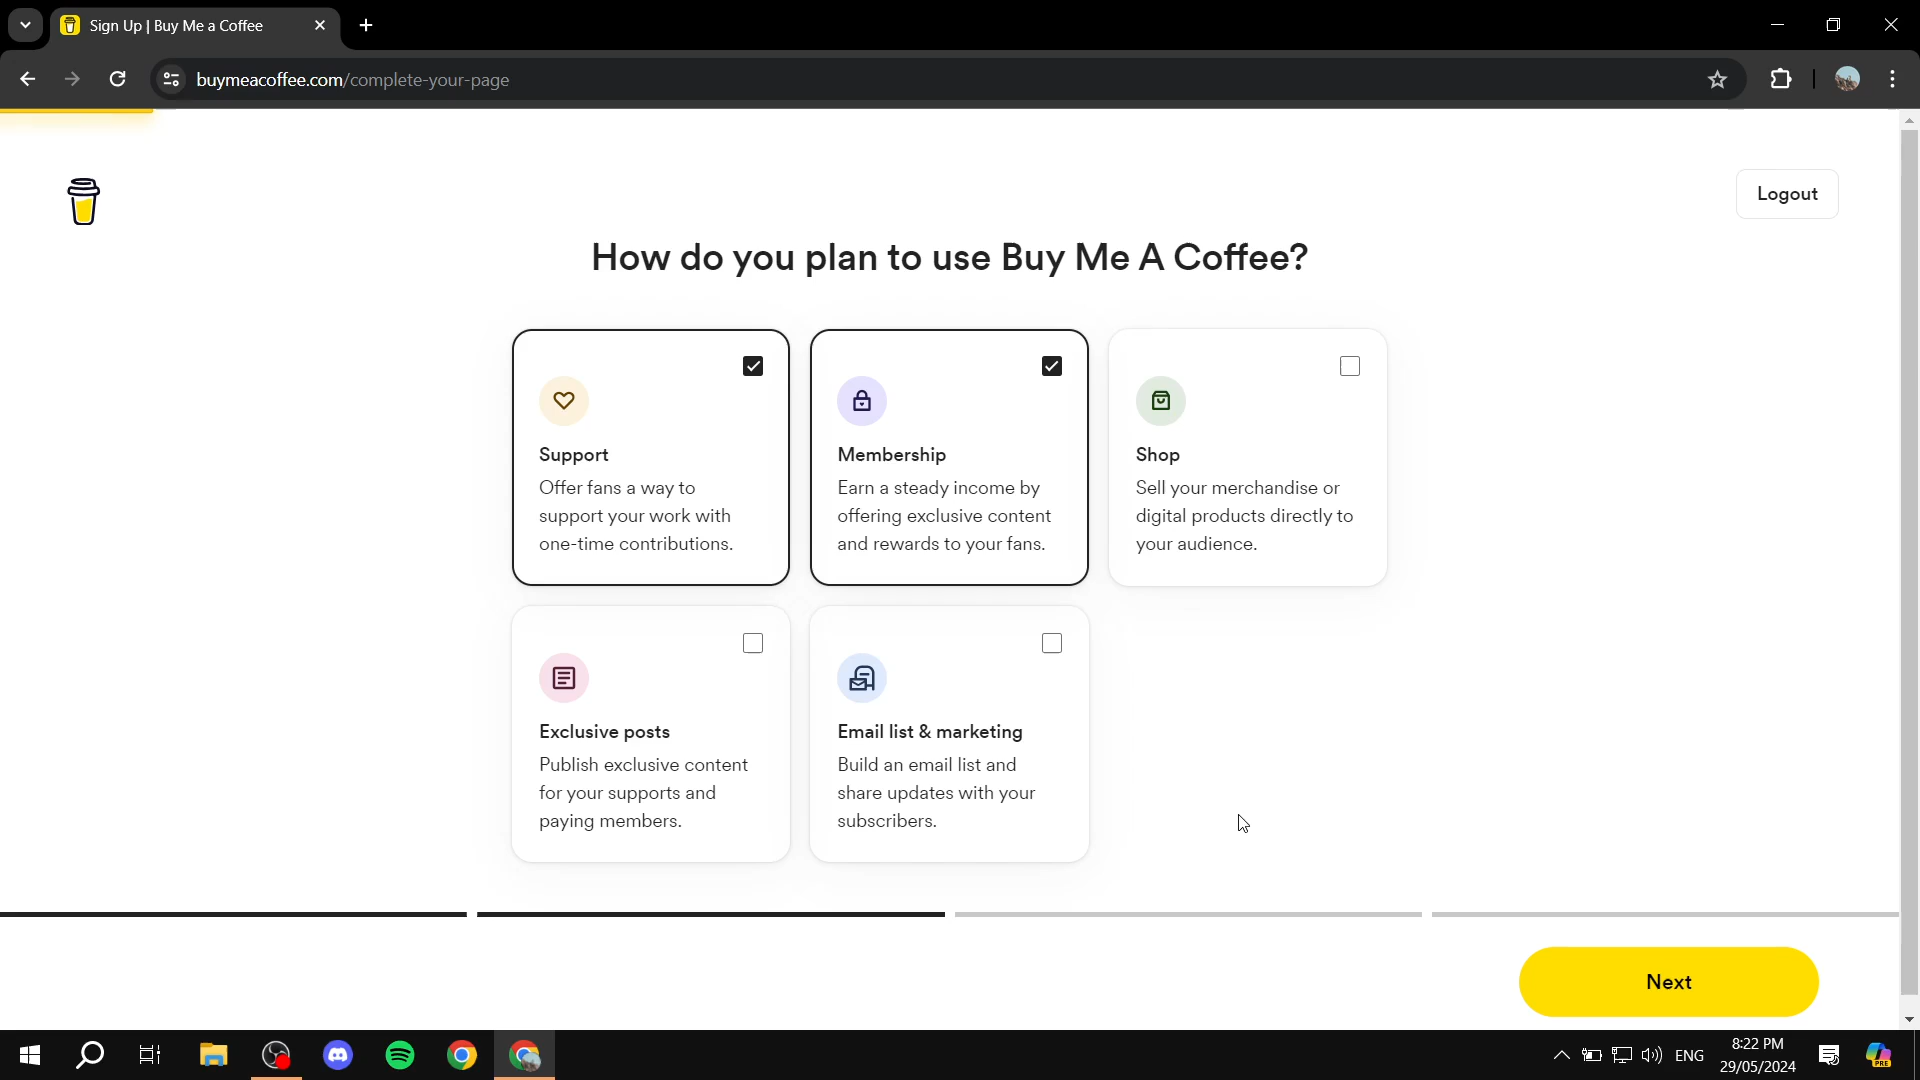 Sign Up | Buy Me a Coffee
buymeacoffee.com/complete-your-page
Logout
How do you plan to use Buy Me A Coffee?
Support
Offer fans a way to
support your work with
one-time contributions.
Membership
Earn a steady income by
offering exclusive content
and rewards to your fans.
Shop
Sell your merchandise or
digital products directly to
your audience.
Exclusive posts
Publish exclusive content
for your supports and
paying members.
Email list & marketing
Build an email list and
share updates with your
subscribers.
Next
ENG
8:22 PM
29/05/2024
PRE